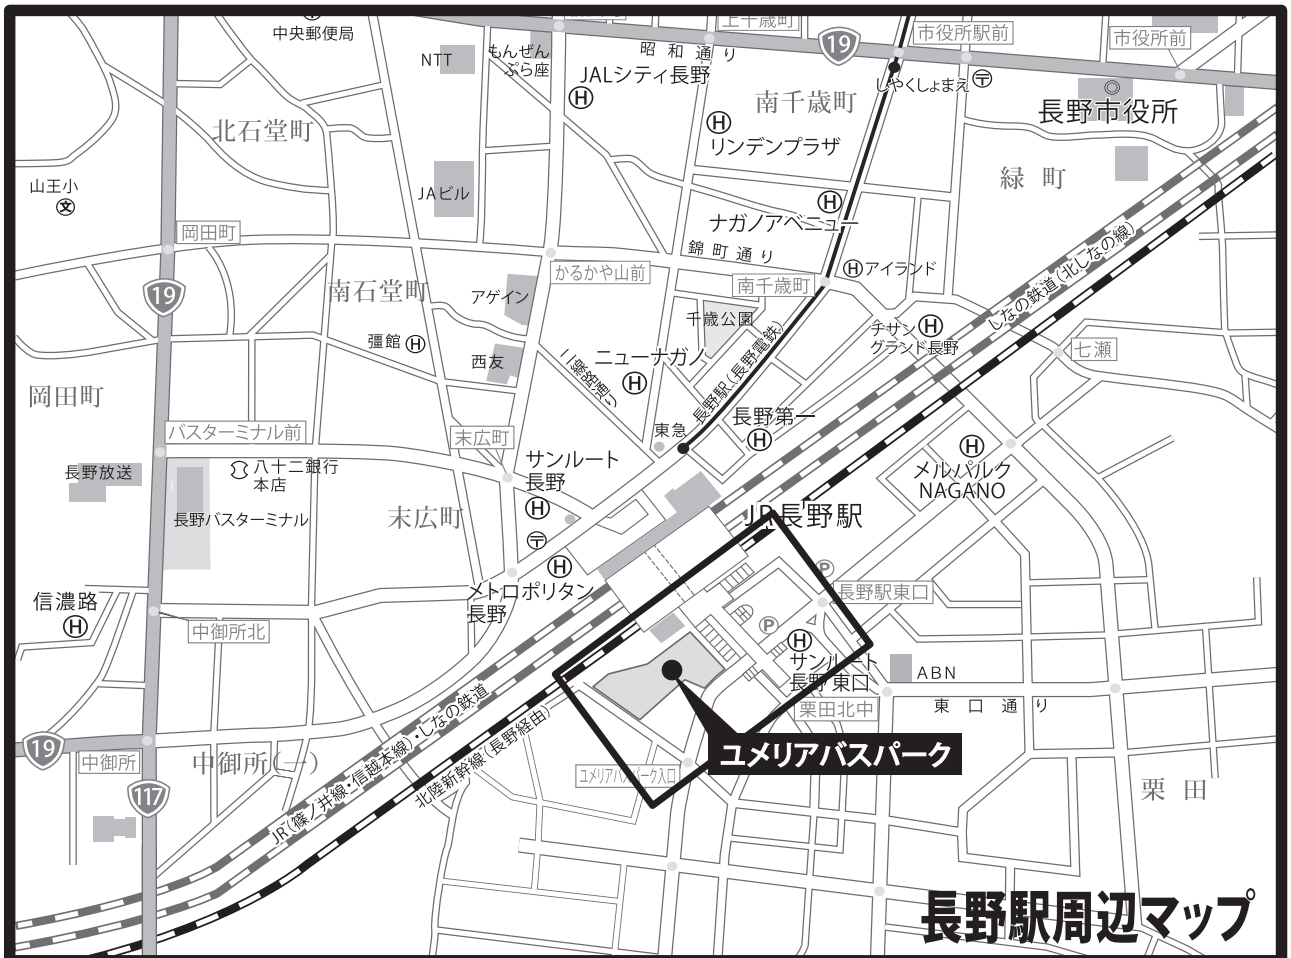 上千歳町
中央郵便局
19
市役所駅前
市役所前
NTT
もんぜん
ぷら座
昭和通り
JALシティ長野
Ⓗ
しやくしょまえ
〒
長野市役所
北石堂町
南千歳町
Ⓗ
リンデンプラザ
緑町
山王小
文
JAビル
Ⓗ
ナガノアベニュー
岡田町
錦町通り
しなの鉄道(北しなの線)
かるかや山前
Ⓗアイランド
南千歳町
19
南石堂町
アゲイン
千歳公園
チサン Ⓗ
グランド長野
彊館Ⓗ
西友
ニューナガノ
Ⓗ
二線路通り
長野駅(長野電鉄)
七瀬
岡田町
長野第一
Ⓗ
バスターミナル前
末広町
東急
サンルート
長野
Ⓗ
Ⓗ
メルパルク
NAGANO
長野放送
八十二銀行
本店
長野バスターミナル
末広町
JR長野駅
〒
Ⓗ
メトロポリタン
長野
P
長野駅東口
信濃路
Ⓗ
中御所北
P
Ⓗ
サンルート
長野 東口
ABN
東口通り
栗田北中
19
中御所
中御所(一)
117
JR(篠ノ井線・信越本線)・しなの鉄道
北陸新幹線(長野経由)
ユメリアバスパーク
ユメリアバスパーク入口
栗田
長野駅周辺マップ